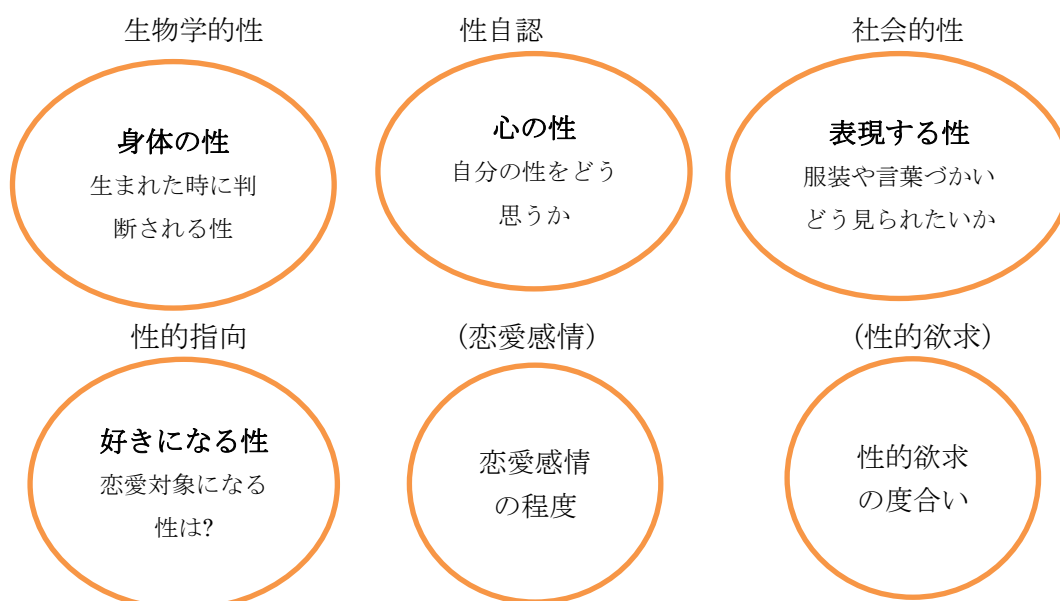 生物学的性
性自認
社会的性
身体の性
生まれた時に判
断される性
心の性
自分の性をどう
思うか
表現する性
服装や言葉づかい
どう見られたいか
性的指向
(恋愛感情)
(性的欲求)
好きになる性
恋愛対象になる
性は?
恋愛感情
の程度
性的欲求
の度合い